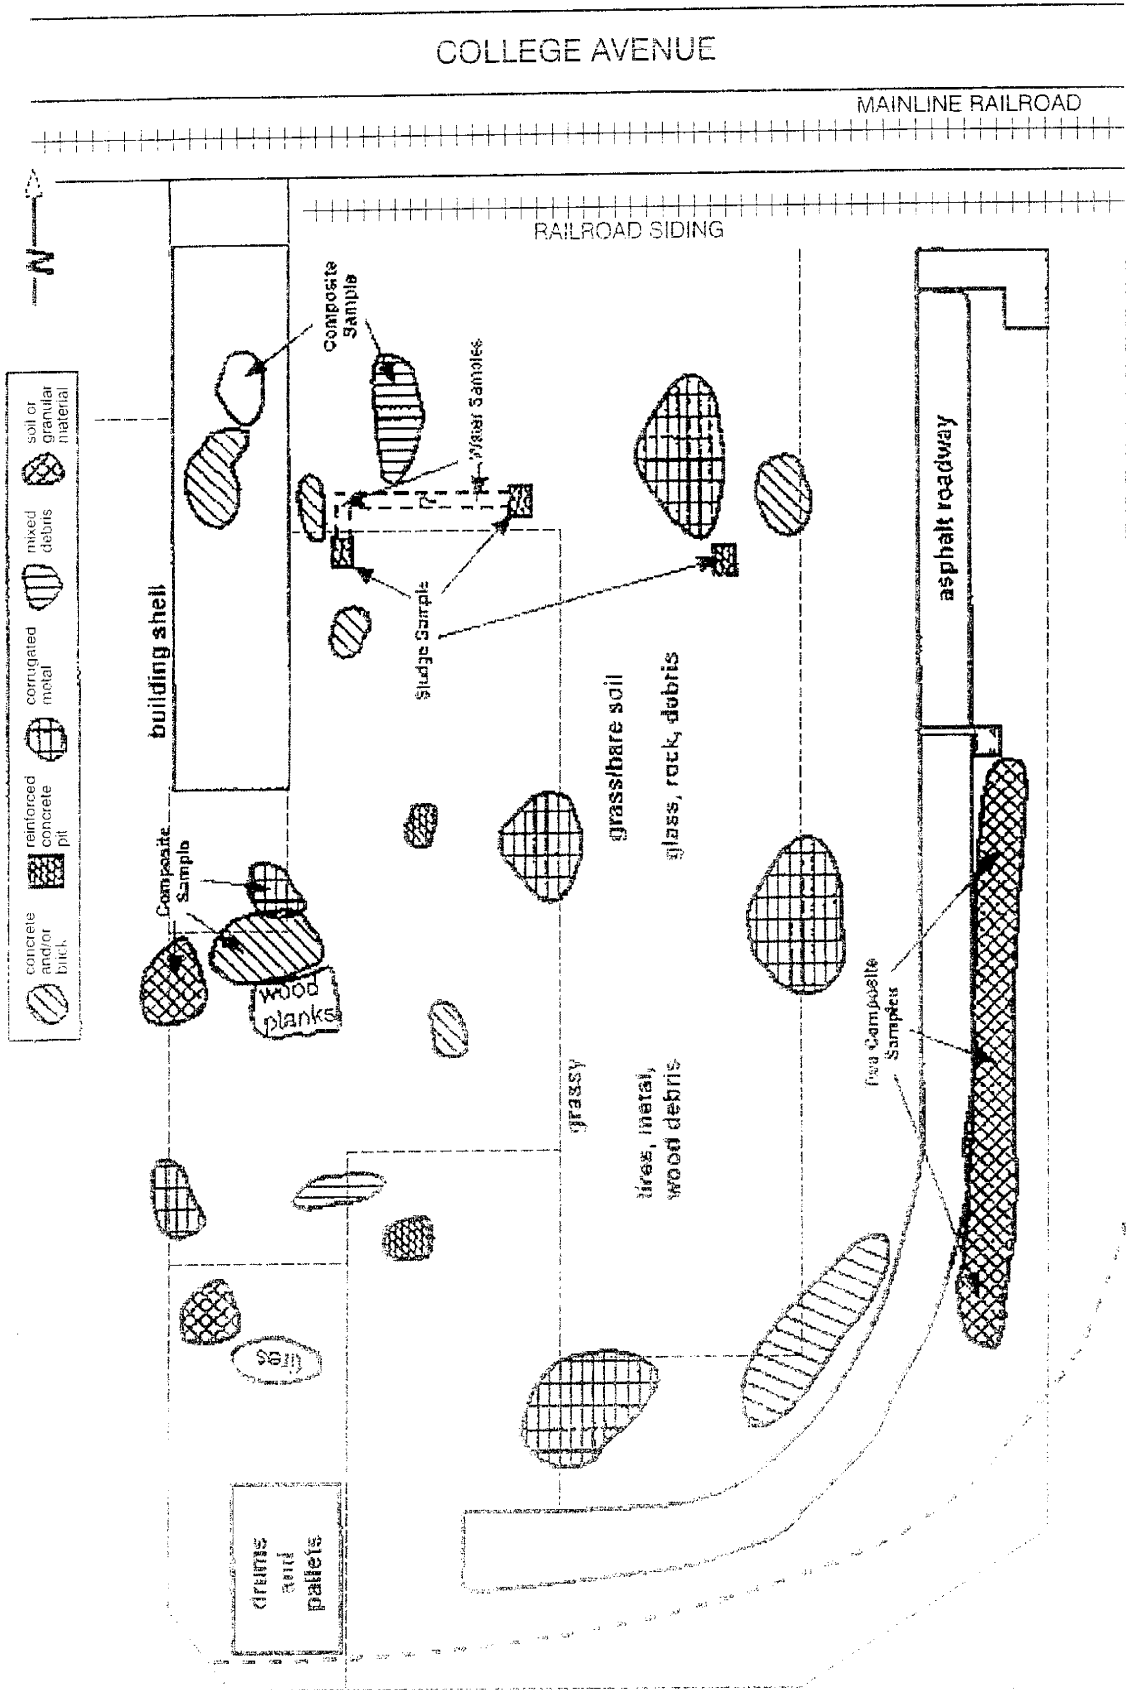 COLLEGE AVENUE
MAINLINE RAILROAD
RAILROAD SIDING
N
concrete
and/or
brick
reinforced
concrete
pit
corrugated
metal
mixed
debris
soil or
granular
material
building shell
Composite
Sample
Water Samples
Sludge Sample
asphalt roadway
grass/bare soil
glass, rock, debris
Composite
Sample
wood
planks
grassy
tires, metal,
wood debris
Composite
Samples
tires
drums
and
pallets